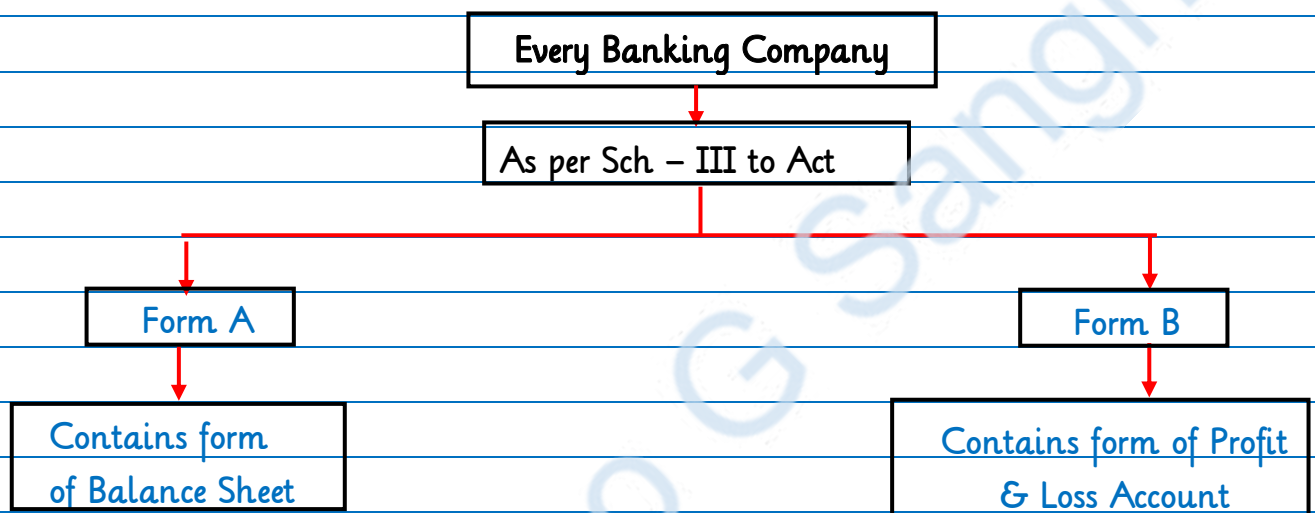 Every Banking Company
As per Sch – III to Act
Form A
Form B
Contains form
of Balance Sheet
Contains form of Profit
& Loss Account
G Sangh